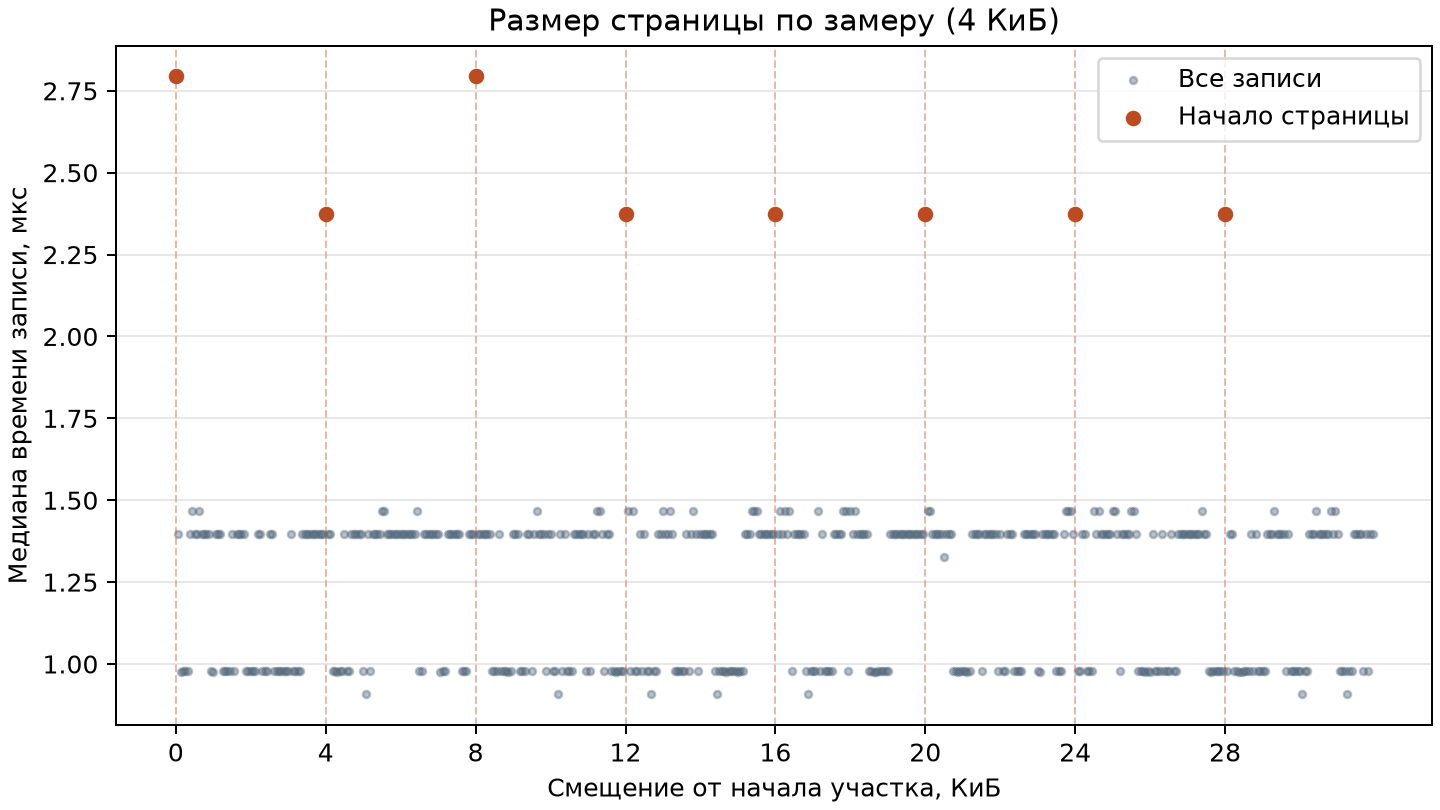 Размер страницы по замеру (4 КиБ)
Все записи
Начало страницы
Медиана времени записи, мкс
2.75
2.50
2.25
2.00
1.75
1.50
1.25
1.00
0 4 8 12 16 20 24 28
Смещение от начала участка, КиБ